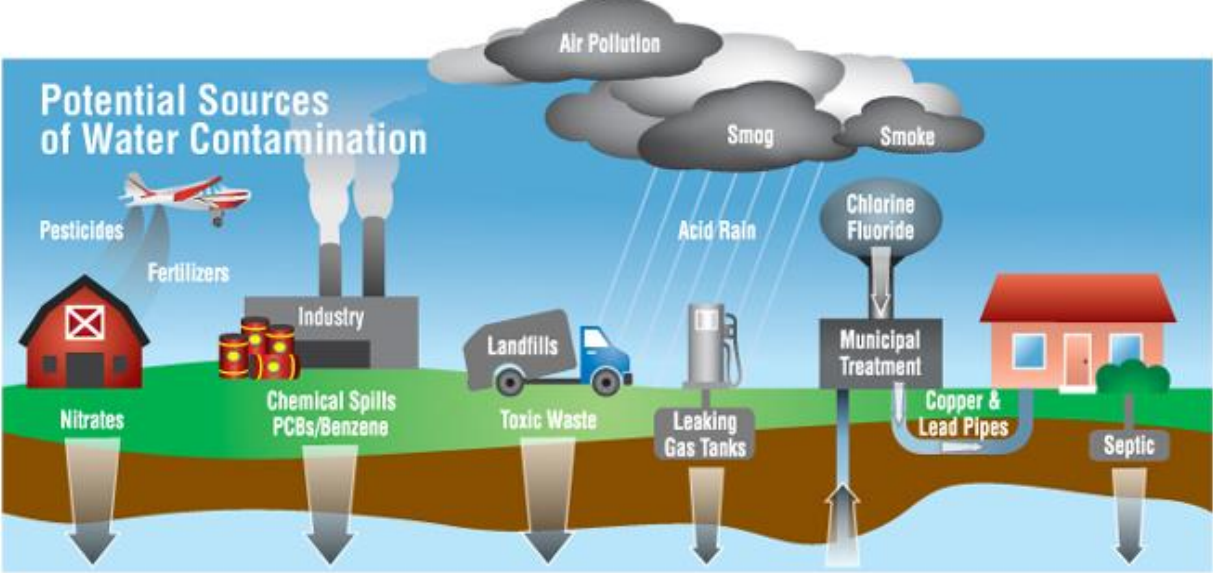 Potential Sources
of Water Contamination
Air Pollution
Smog
Smoke
Acid Rain
Pesticides
Fertilizers
Industry
Landfills
Chlorine
Fluoride
Municipal
Treatment
Nitrates
Chemical Spills
PCBs/Benzene
Toxic Waste
Leaking
Gas Tanks
Copper &
Lead Pipes
Septic